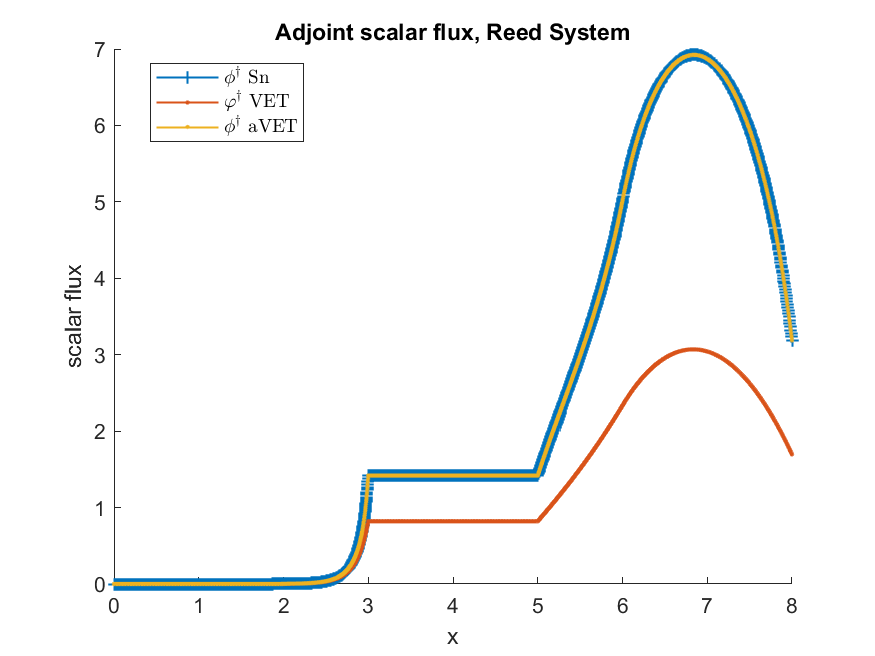 Adjoint scalar flux, Reed System
7
6
5
4
3
2
1
0
scalar flux
ϕ† Sn
φ† VET
ϕ† aVET
0 1 2 3 4 5 6 7 8
x